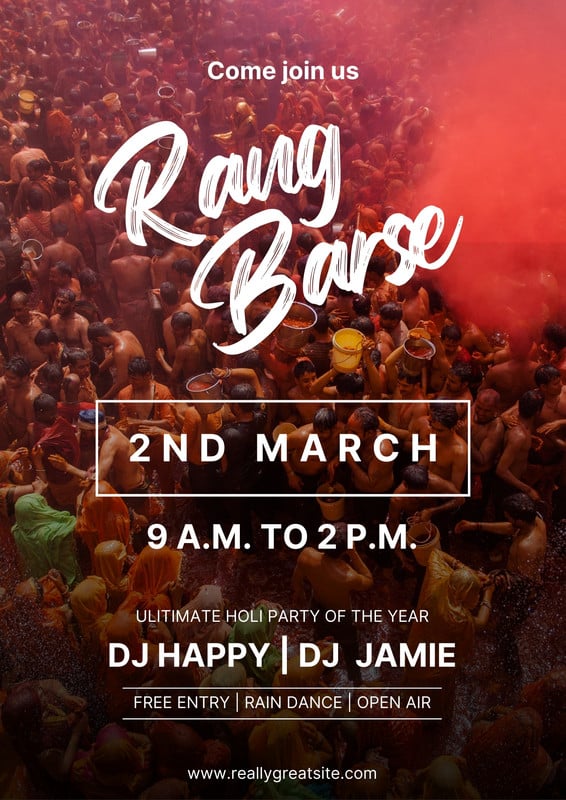 Come join us
Rang
Barse
2ND MARCH
9 A.M. TO 2 P.M.
ULITIMATE HOLI PARTY OF THE YEAR
DJ HAPPY | DJ JAMIE
FREE ENTRY | RAIN DANCE | OPEN AIR
www.reallygreatsite.com